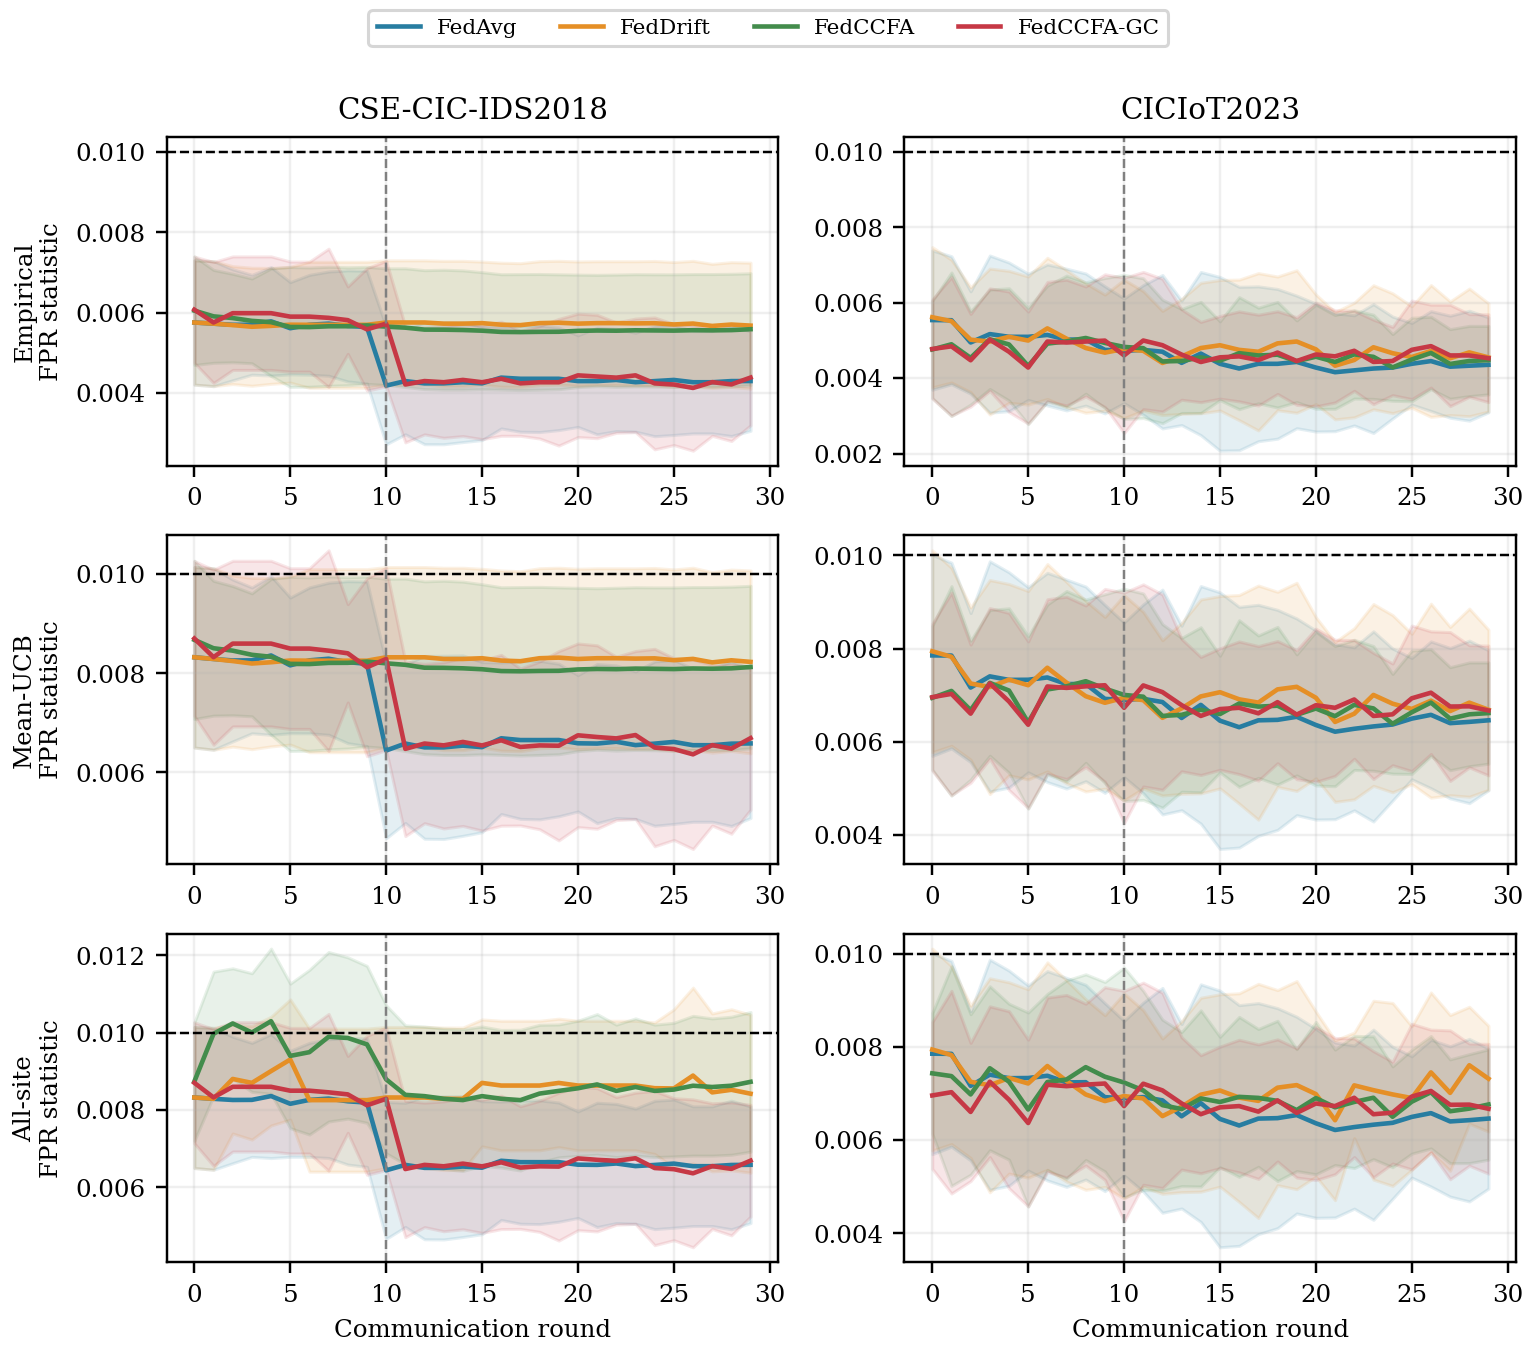 FedAvg FedDrift FedCCFA FedCCFA-GC
CSE-CIC-IDS2018
CICIoT2023
Empirical
FPR statistic
0.010
0.008
0.006
0.004
0 5 10 15 20 25 30
0.010
0.008
0.006
0.004
0.002
0 5 10 15 20 25 30
Mean-UCB
FPR statistic
0.010
0.008
0.006
0 5 10 15 20 25 30
0.010
0.008
0.006
0.004
0 5 10 15 20 25 30
All-site
FPR statistic
0.012
0.010
0.008
0.006
0 5 10 15 20 25 30
Communication round
0.010
0.008
0.006
0.004
0 5 10 15 20 25 30
Communication round